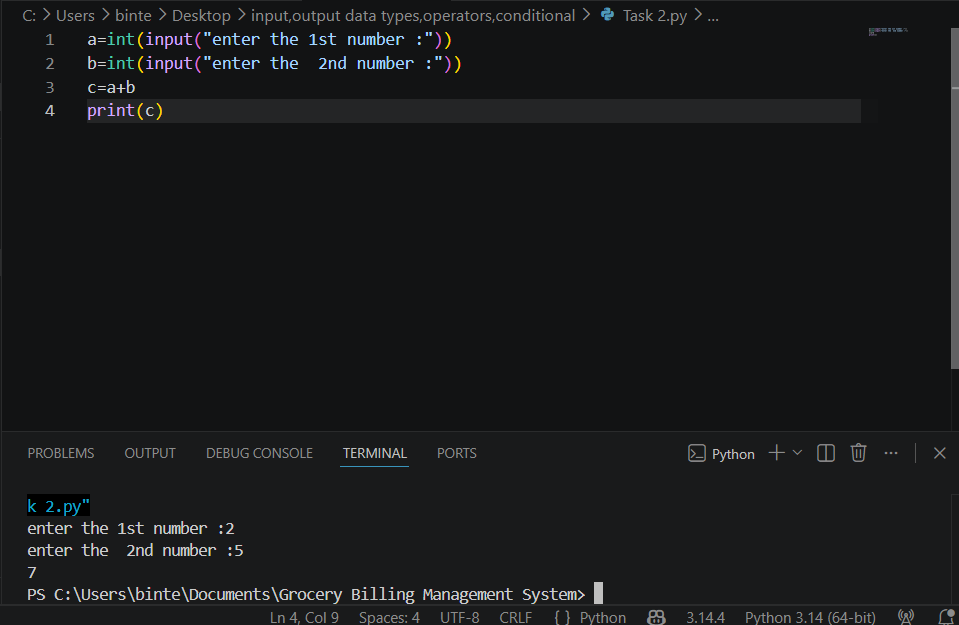 C: > Users > binte > Desktop > input,output data types,operators,conditional > Task 2.py > ...
1 a=int(input("enter the 1st number :"))
2 b=int(input("enter the  2nd number :"))
3 c=a+b
4 print(c)
PROBLEMS OUTPUT DEBUG CONSOLE TERMINAL PORTS Python
k 2.py"
enter the 1st number :2
enter the  2nd number :5
7
PS C:\Users\binte\Documents\Grocery Billing Management System>
Ln 4, Col 9 Spaces: 4 UTF-8 CRLF { } Python 3.14.4 Python 3.14 (64-bit)